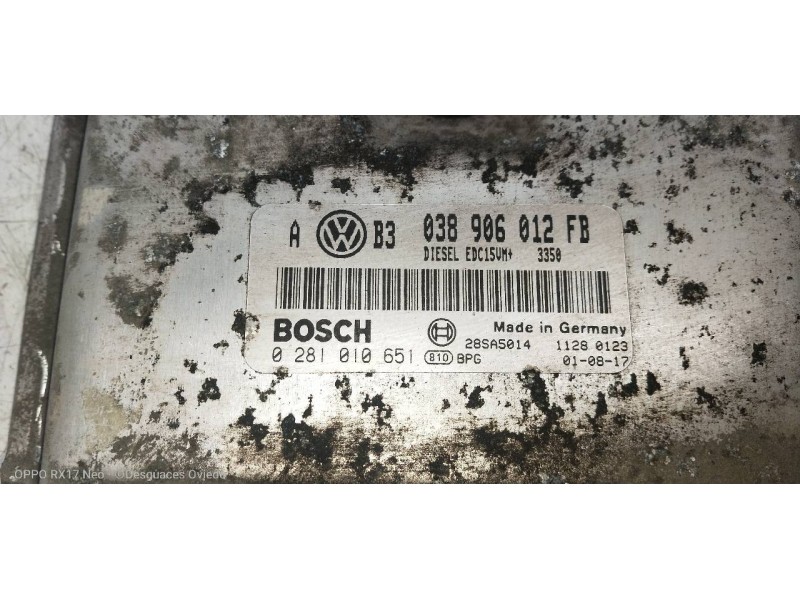 A B3 038 906 012 FB
DIESEL EDC15VM+ 3350
BOSCH
Made in Germany
28SA5014 1128 0123
0 281 010 651 810 BPG 01-08-17
OPPO RX17 Neo Desguaces Oviedo